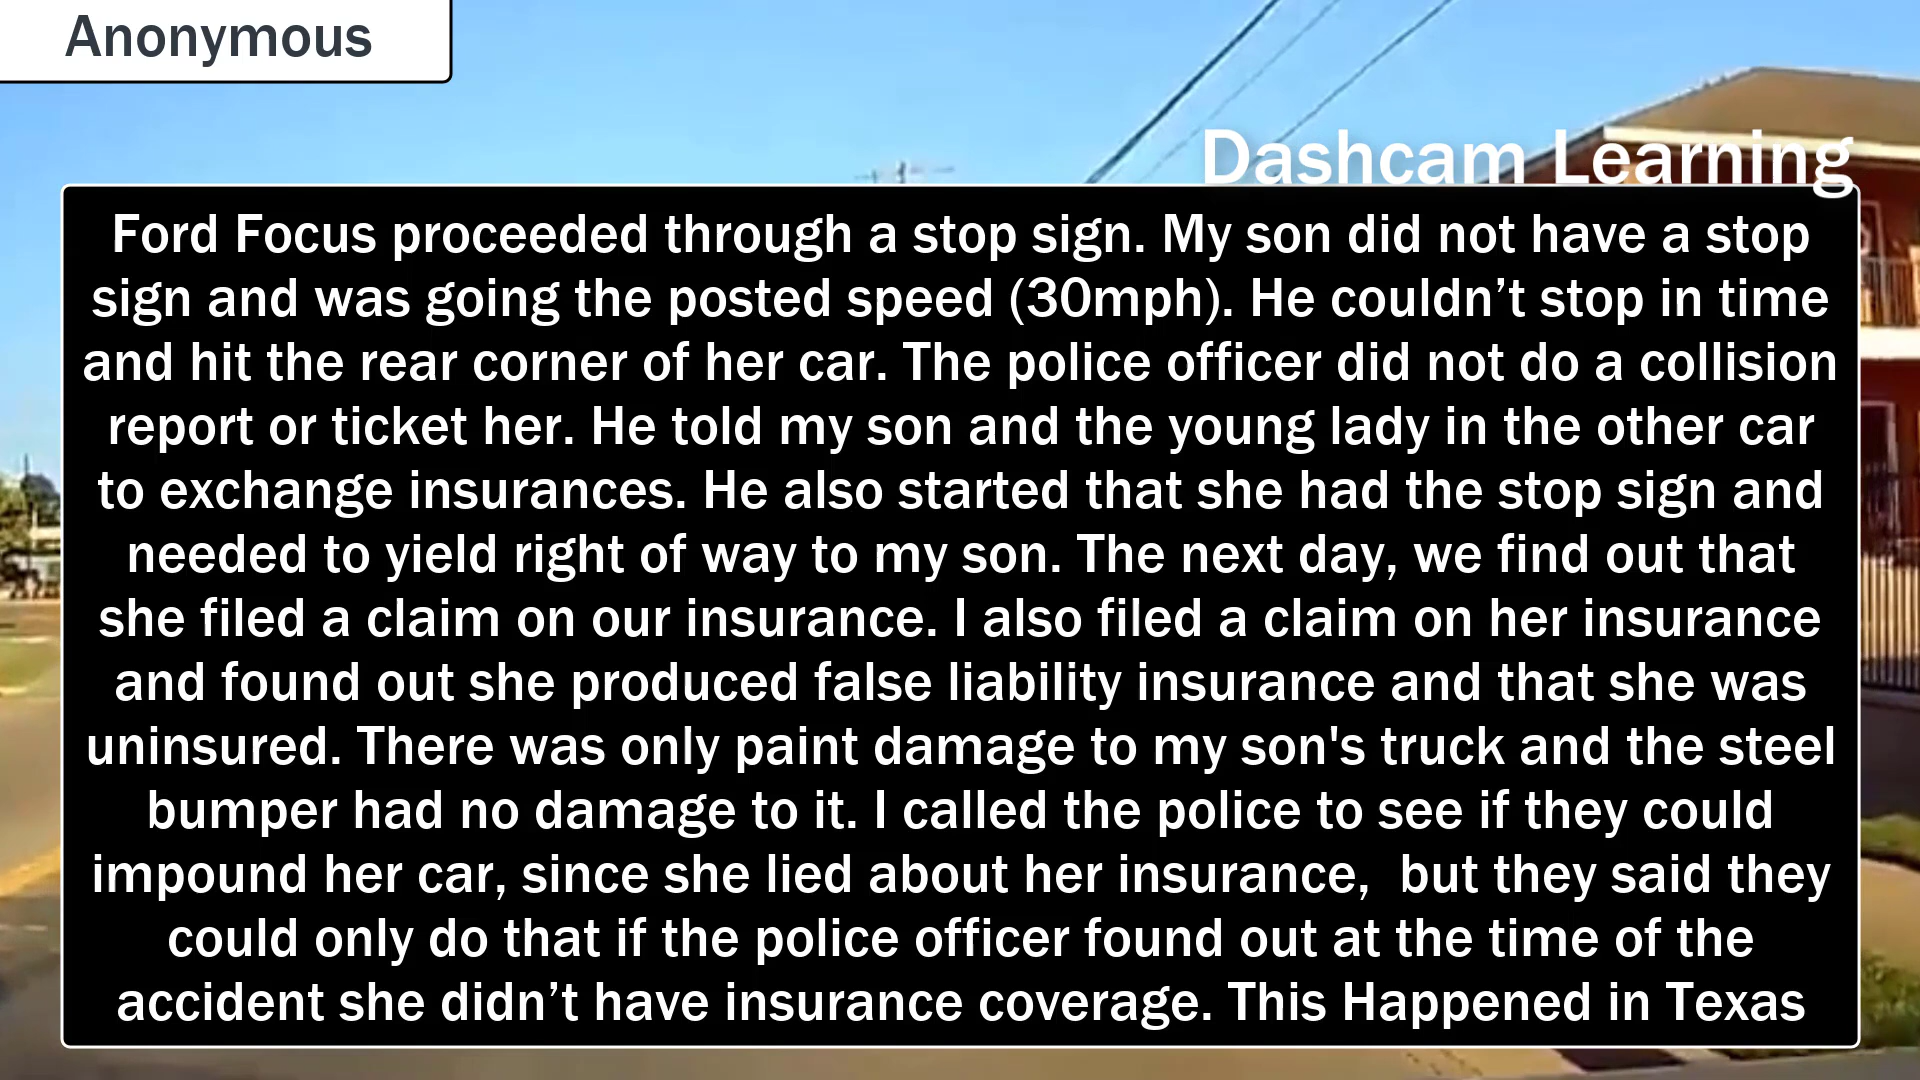 Anonymous
Dashcam Learning
Ford Focus proceeded through a stop sign. My son did not have a stop
sign and was going the posted speed (30mph). He couldn’t stop in time
and hit the rear corner of her car. The police officer did not do a collision
report or ticket her. He told my son and the young lady in the other car
to exchange insurances. He also started that she had the stop sign and
needed to yield right of way to my son. The next day, we find out that
she filed a claim on our insurance. I also filed a claim on her insurance
and found out she produced false liability insurance and that she was
uninsured. There was only paint damage to my son's truck and the steel
bumper had no damage to it. I called the police to see if they could
impound her car, since she lied about her insurance,  but they said they
could only do that if the police officer found out at the time of the
accident she didn’t have insurance coverage. This Happened in Texas